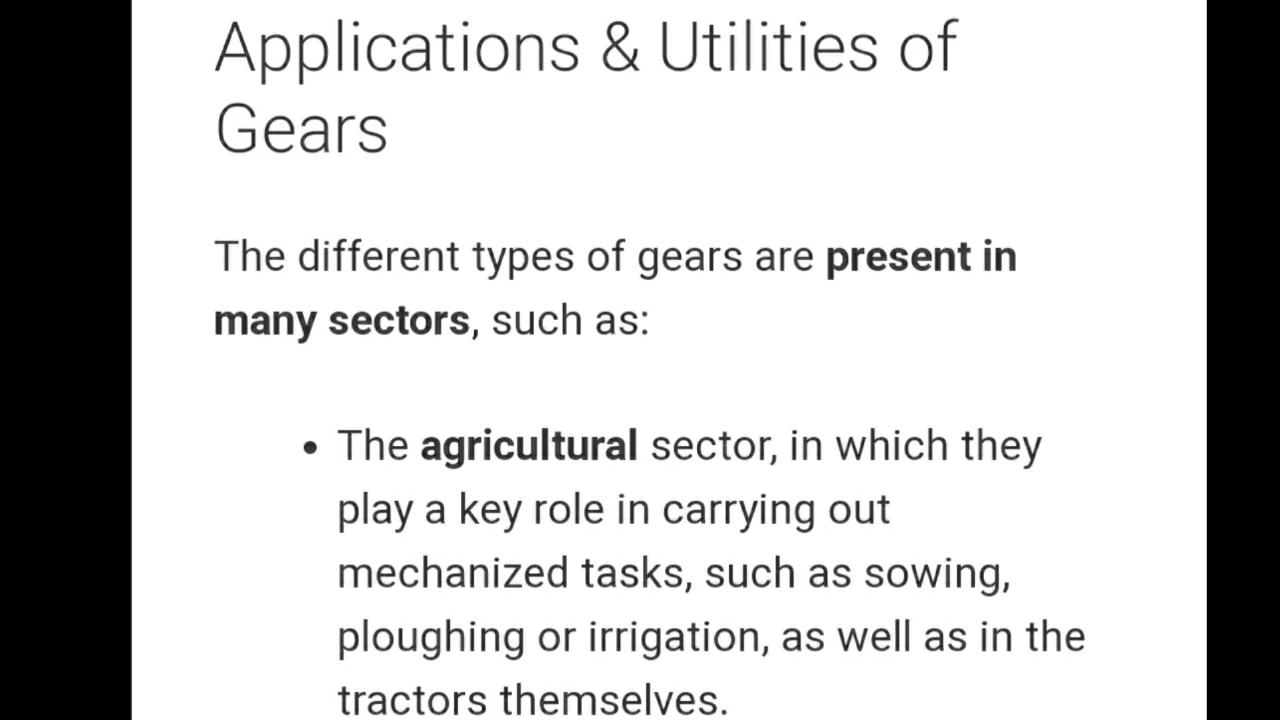 Applications & Utilities of
Gears
The different types of gears are present in
many sectors, such as:
• The agricultural sector, in which they
play a key role in carrying out
mechanized tasks, such as sowing,
ploughing or irrigation, as well as in the
tractors themselves.